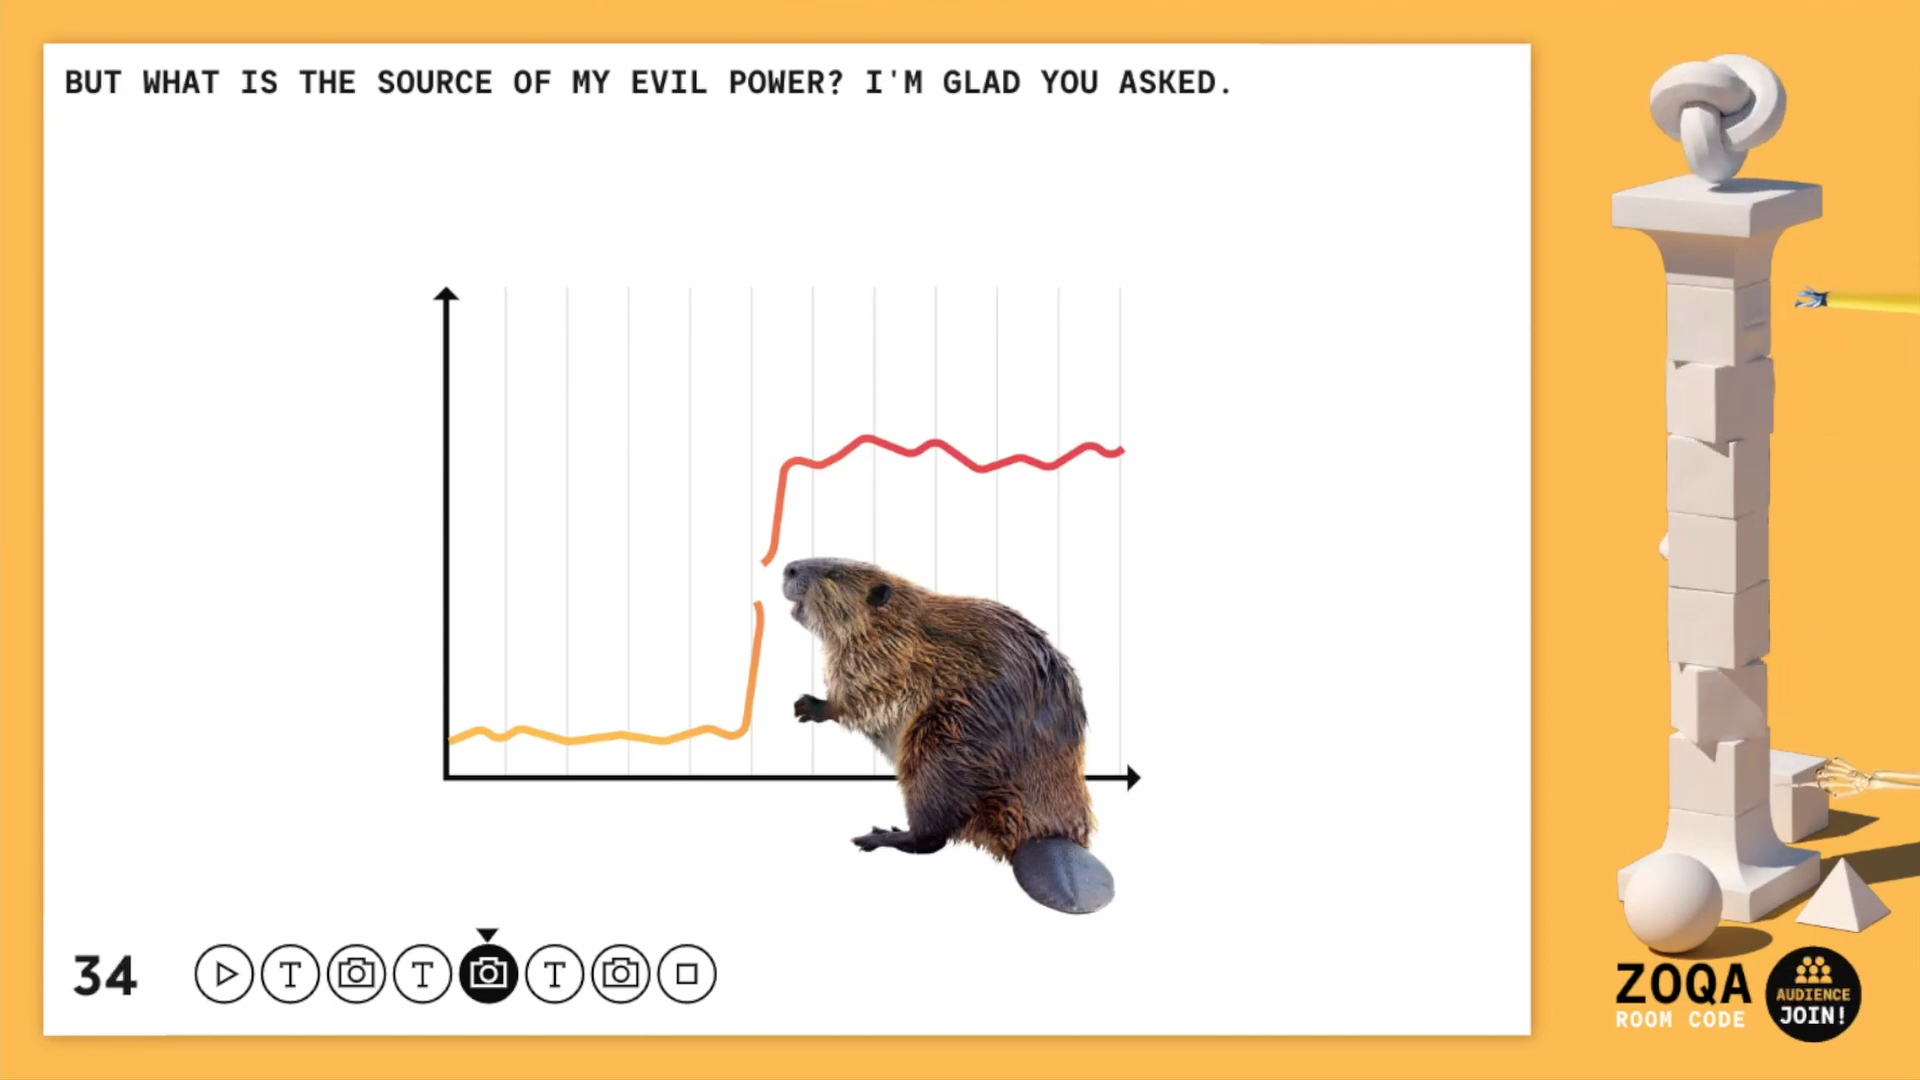 BUT WHAT IS THE SOURCE OF MY EVIL POWER? I'M GLAD YOU ASKED.
34
T
T
T
ZOQA
ROOM CODE
AUDIENCE
JOIN!